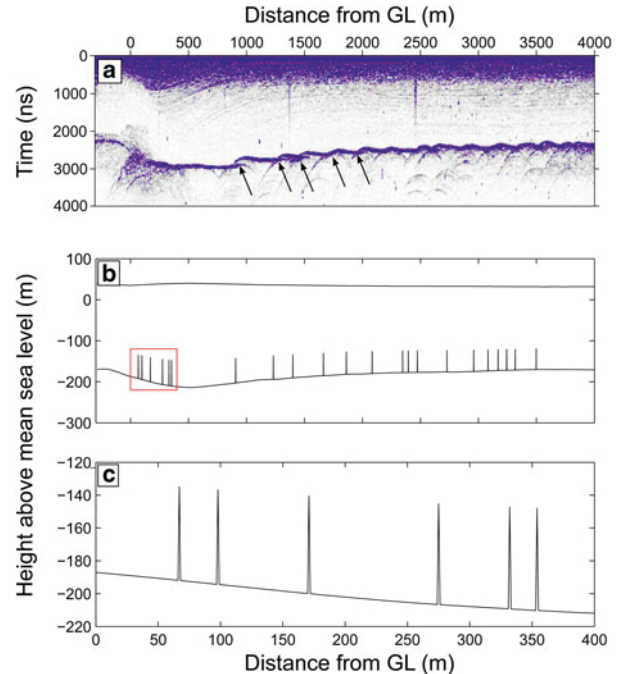 Distance from GL (m)
0 500 1000 1500 2000 2500 3000 3500 4000
a
Time (ns)
0
1000
2000
3000
4000
b
Height above mean sea level (m)
100
0
−100
−200
−300
c
−120
−140
−160
−180
−200
−220
0 50 100 150 200 250 300 350 400
Distance from GL (m)